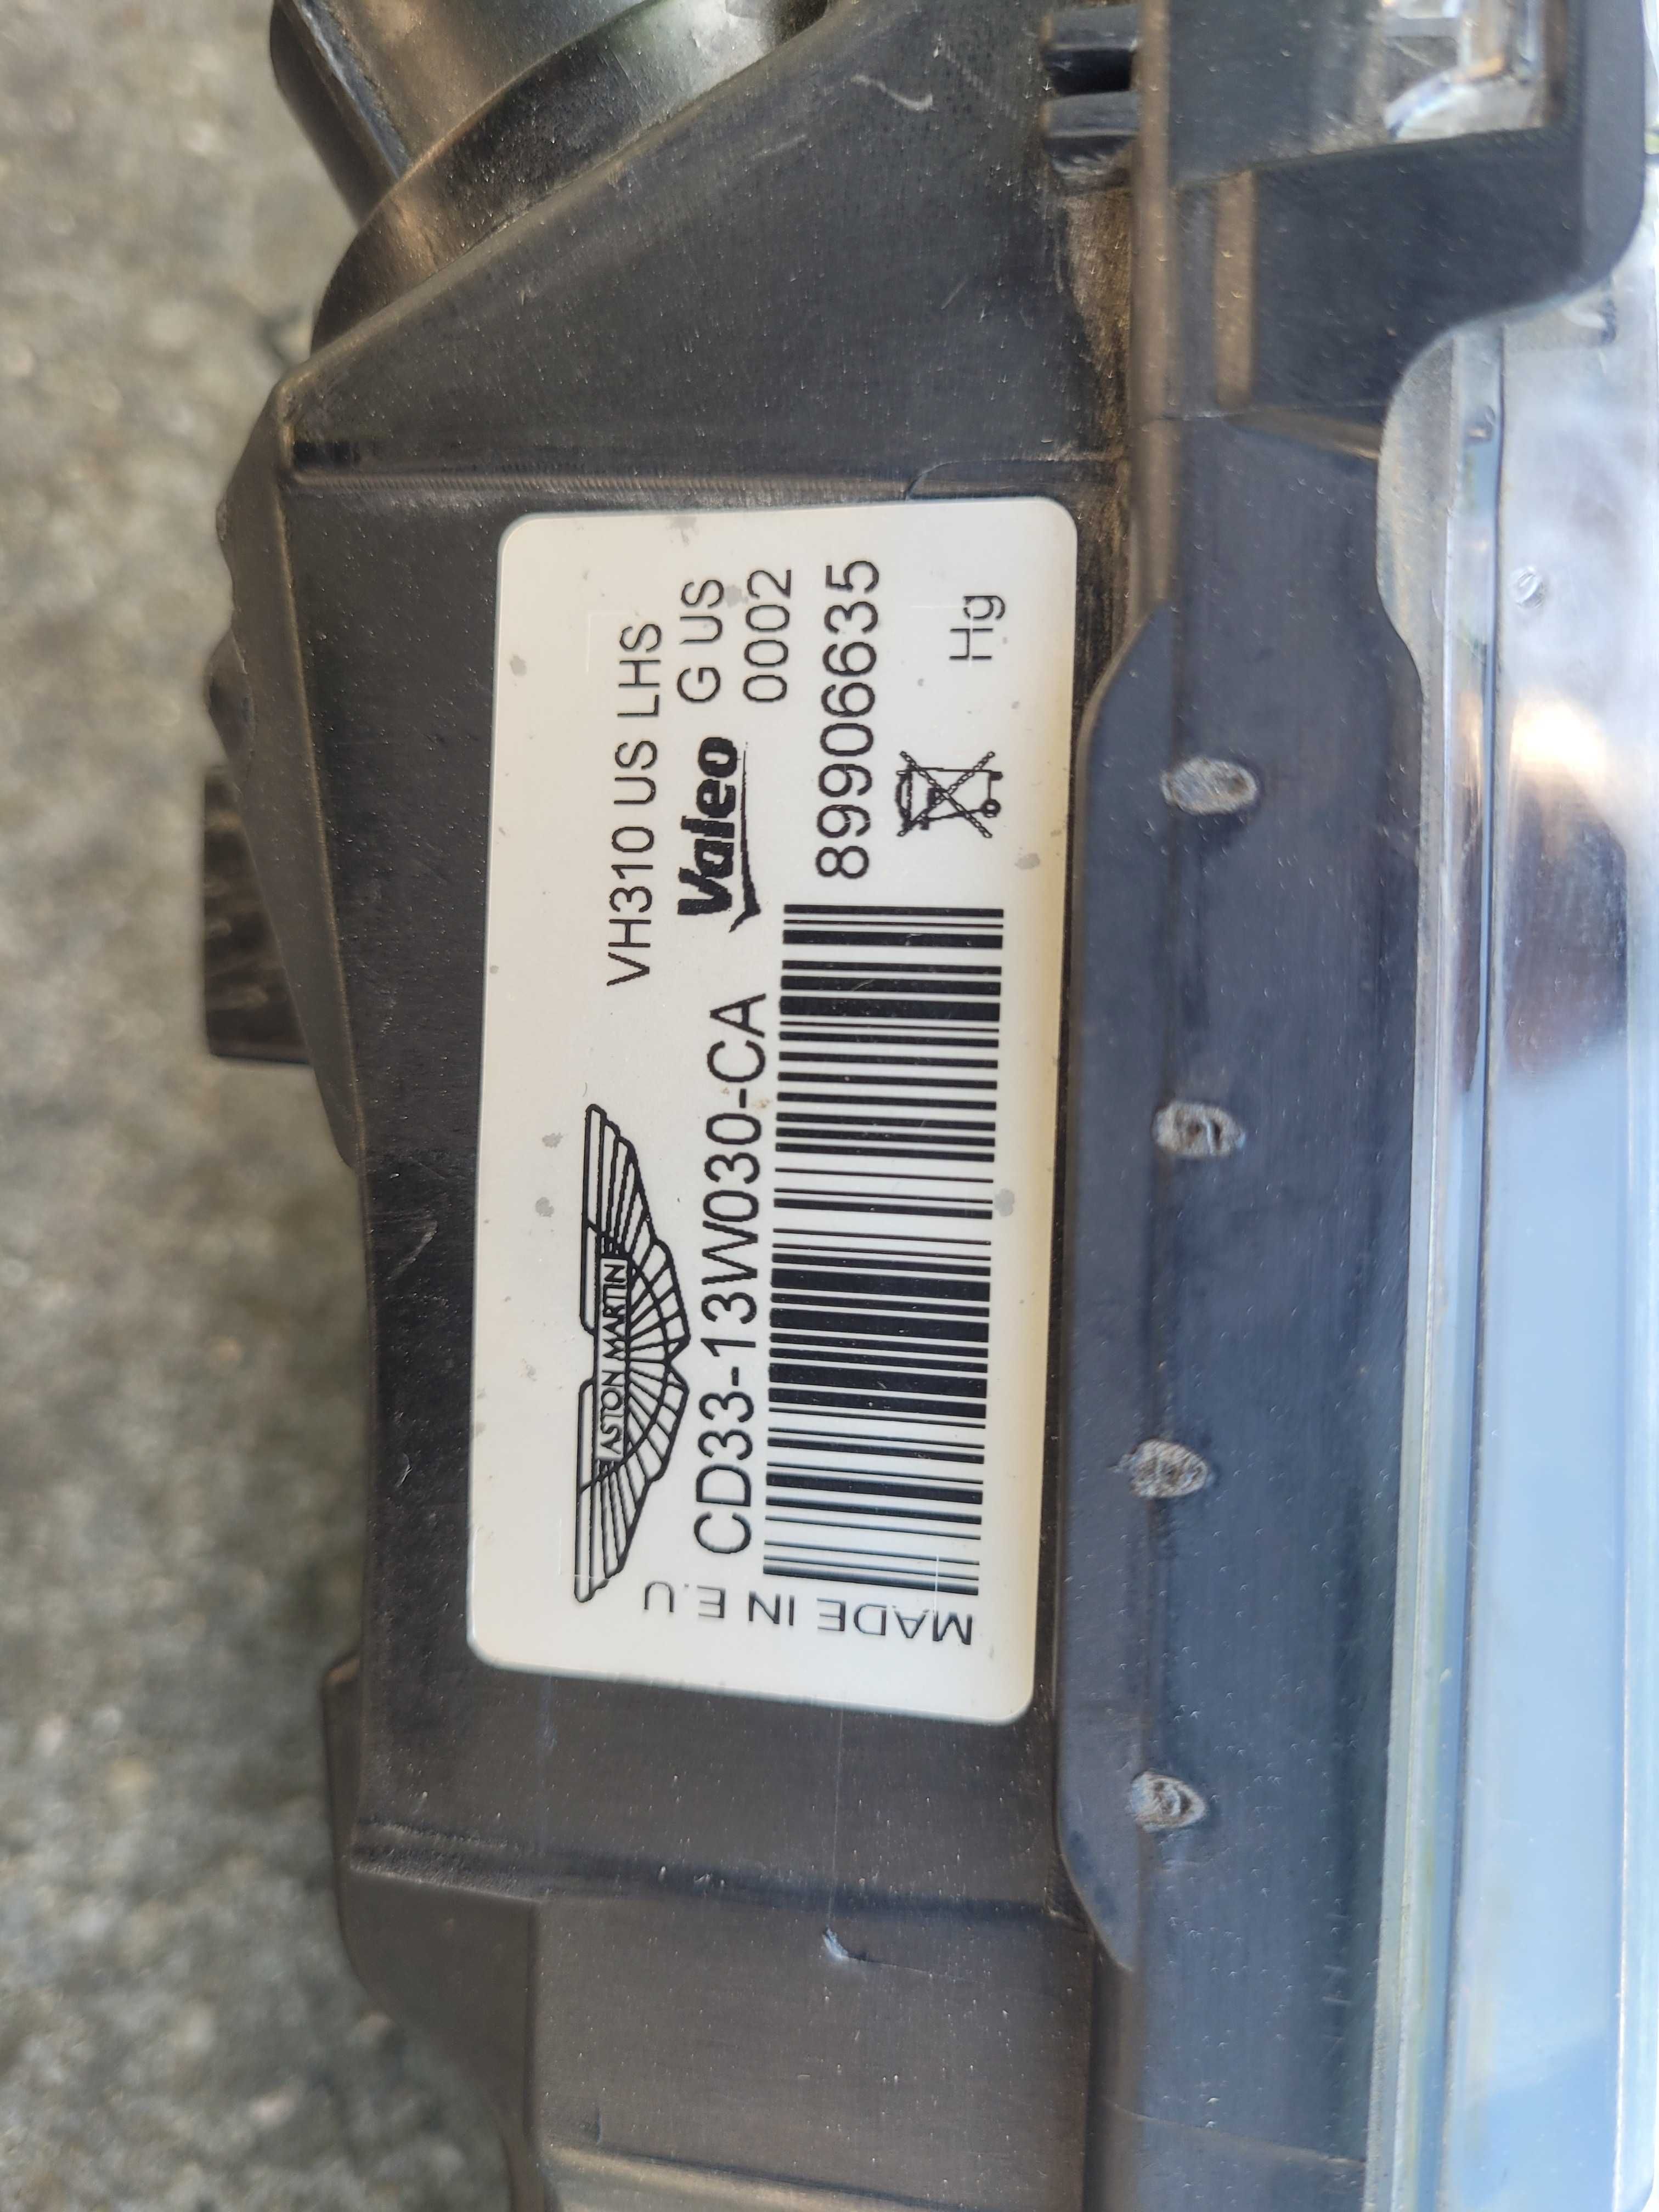 ASTON MARTIN
VH310 US LHS
CD33-13W030-CA
Valeo
G US
0002
89906635
Hg
MADE IN E.U